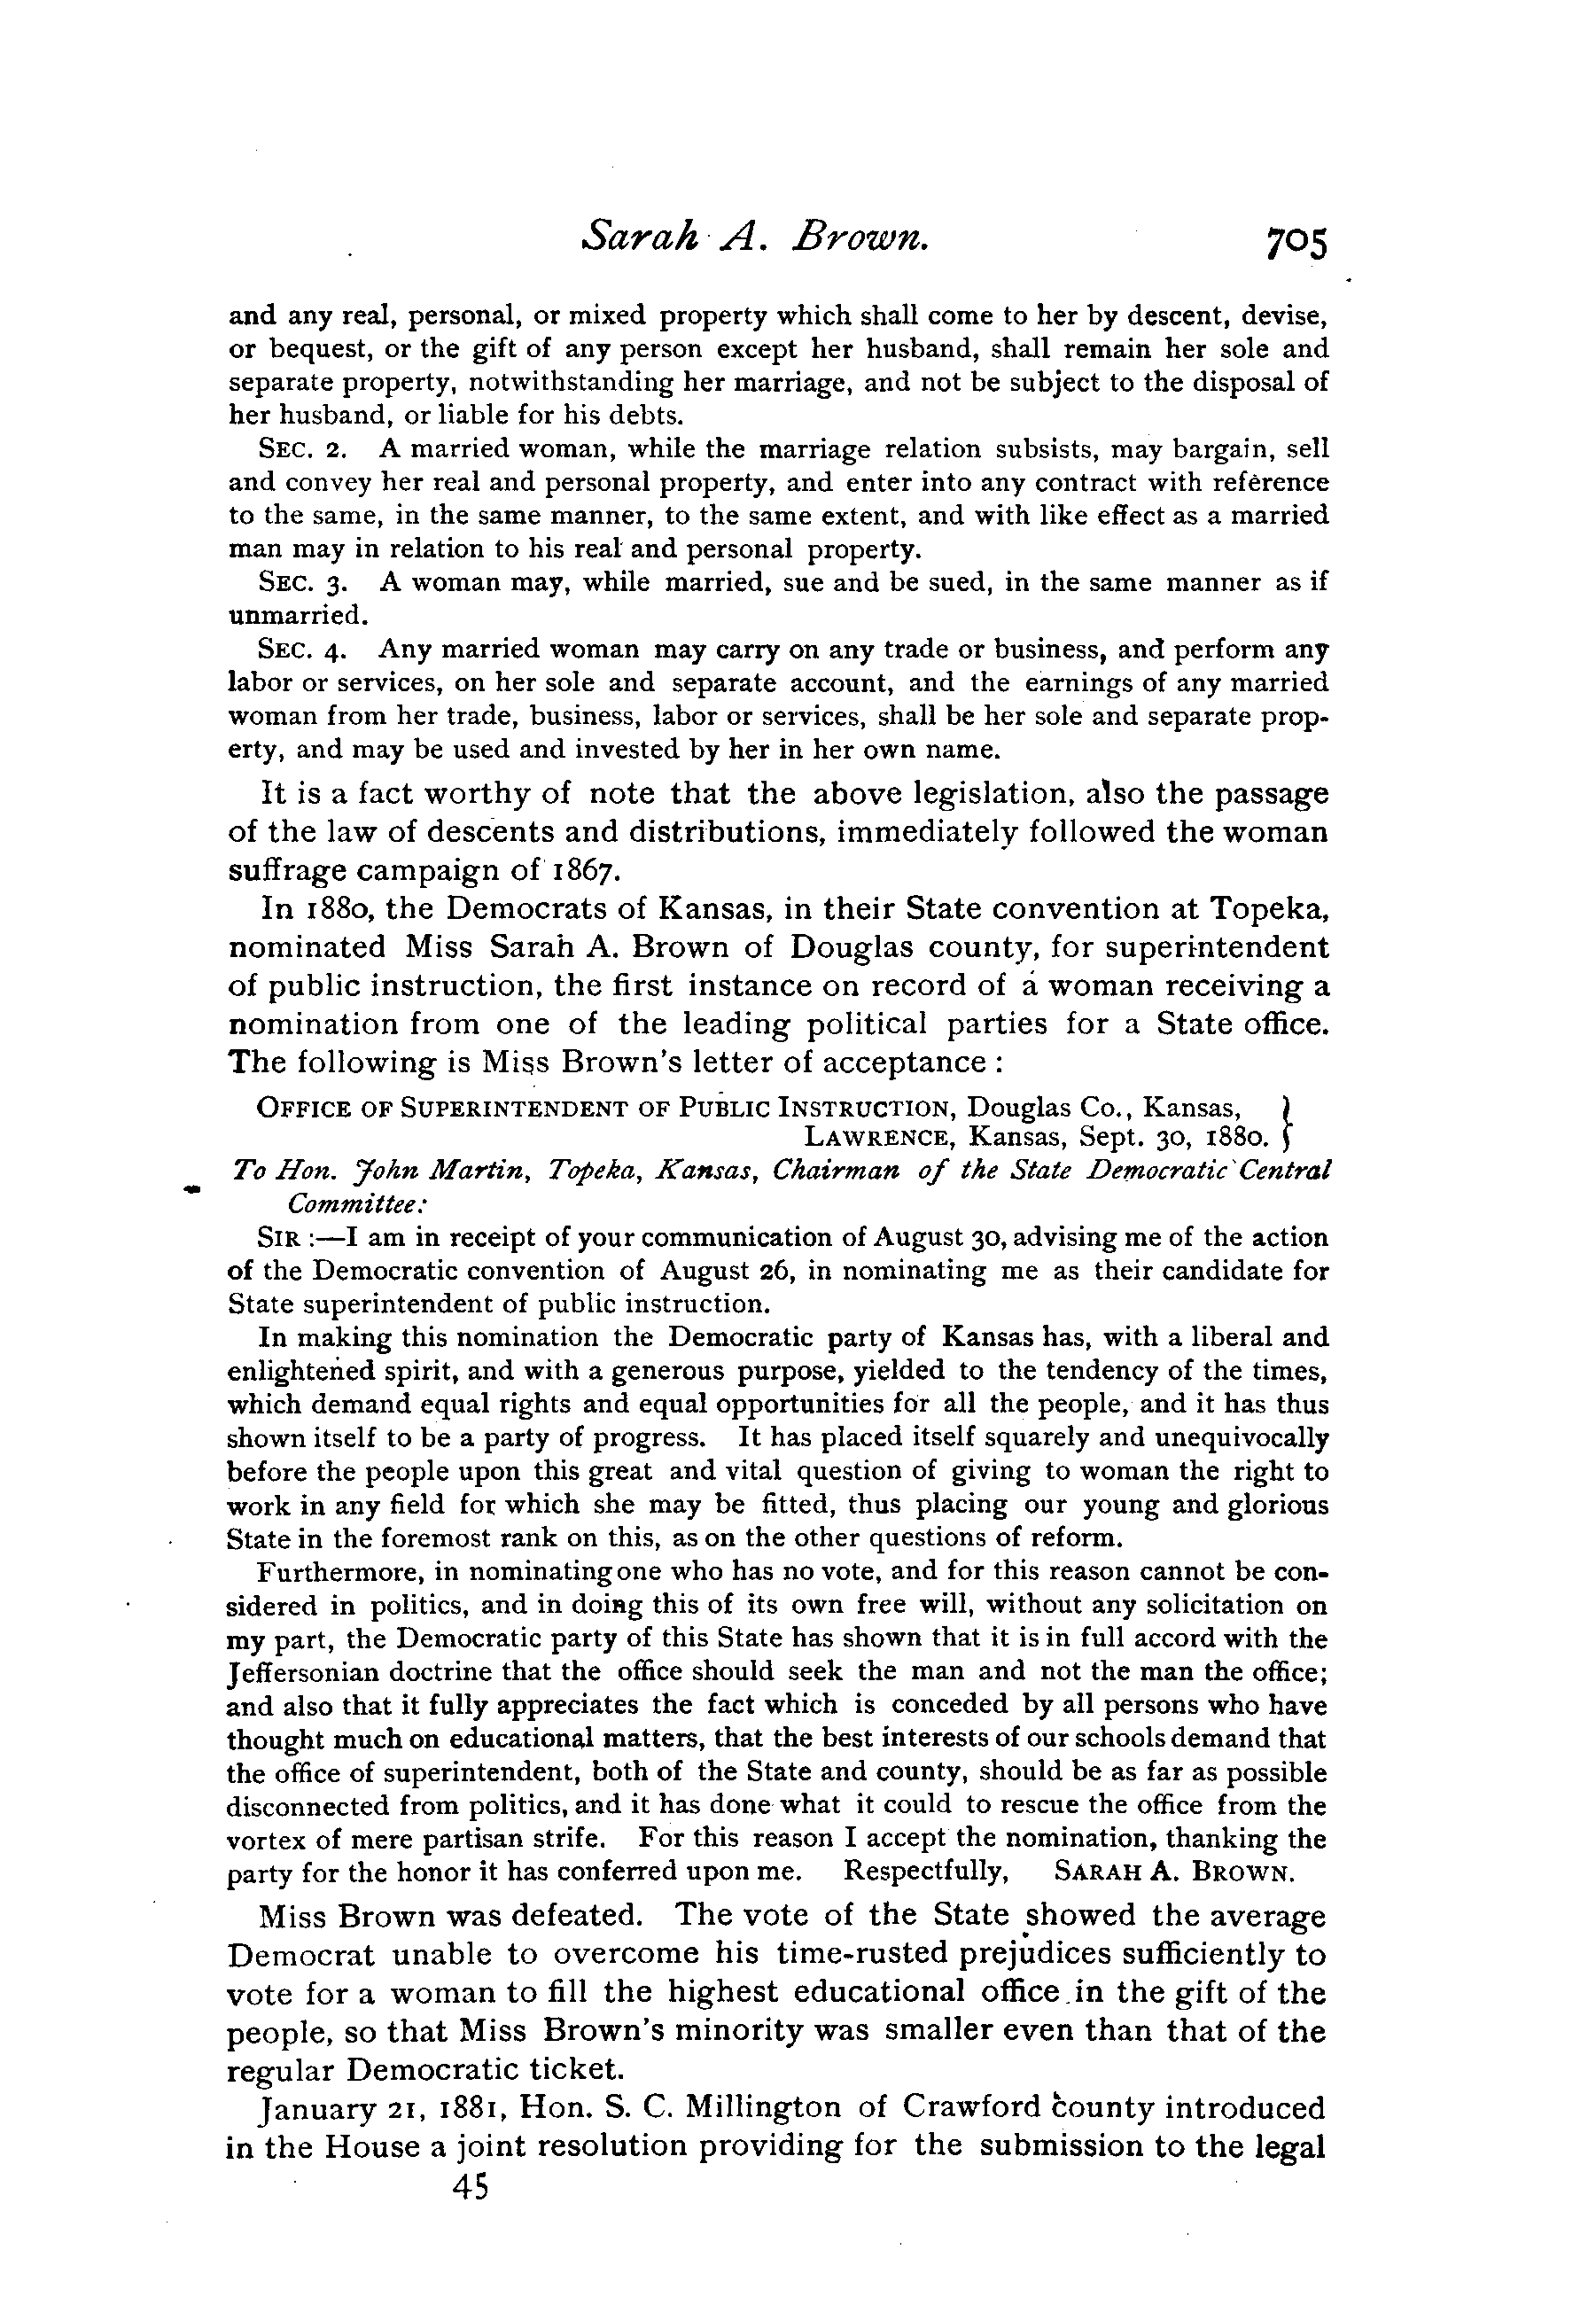 Sarah A. Brown. 705
and any real, personal, or mixed property which shall come to her by descent, devise,
or bequest, or the gift of any person except her husband, shall remain her sole and
separate property, notwithstanding her marriage, and not be subject to the disposal of
her husband, or liable for his debts.
SEC. 2. A married woman, while the marriage relation subsists, may bargain, sell
and convey her real and personal property, and enter into any contract with reference
to the same, in the same manner, to the same extent, and with like effect as a married
man may in relation to his real and personal property.
SEC. 3. A woman may, while married, sue and be sued, in the same manner as if
unmarried.
SEC. 4. Any married woman may carry on any trade or business, and perform any
labor or services, on her sole and separate account, and the earnings of any married
woman from her trade, business, labor or services, shall be her sole and separate prop-
erty, and may be used and invested by her in her own name.
It is a fact worthy of note that the above legislation, also the passage
of the law of descents and distributions, immediately followed the woman
suffrage campaign of 1867.
In 1880, the Democrats of Kansas, in their State convention at Topeka,
nominated Miss Sarah A. Brown of Douglas county, for superintendent
of public instruction, the first instance on record of a woman receiving a
nomination from one of the leading political parties for a State office.
The following is Miss Brown's letter of acceptance :
OFFICE OF SUPERINTENDENT OF PUBLIC INSTRUCTION, Douglas Co., Kansas, }
LAWRENCE, Kansas, Sept. 30, 1880.
To Hon. John Martin, Topeka, Kansas, Chairman of the State Democratic Central
Committee:
SIR :—I am in receipt of your communication of August 30, advising me of the action
of the Democratic convention of August 26, in nominating me as their candidate for
State superintendent of public instruction.
In making this nomination the Democratic party of Kansas has, with a liberal and
enlightened spirit, and with a generous purpose, yielded to the tendency of the times,
which demand equal rights and equal opportunities for all the people, and it has thus
shown itself to be a party of progress. It has placed itself squarely and unequivocally
before the people upon this great and vital question of giving to woman the right to
work in any field for which she may be fitted, thus placing our young and glorious
State in the foremost rank on this, as on the other questions of reform.
Furthermore, in nominating one who has no vote, and for this reason cannot be con-
sidered in politics, and in doing this of its own free will, without any solicitation on
my part, the Democratic party of this State has shown that it is in full accord with the
Jeffersonian doctrine that the office should seek the man and not the man the office;
and also that it fully appreciates the fact which is conceded by all persons who have
thought much on educational matters, that the best interests of our schools demand that
the office of superintendent, both of the State and county, should be as far as possible
disconnected from politics, and it has done what it could to rescue the office from the
vortex of mere partisan strife. For this reason I accept the nomination, thanking the
party for the honor it has conferred upon me. Respectfully, SARAH A. BROWN.
Miss Brown was defeated. The vote of the State showed the average
Democrat unable to overcome his time-rusted prejudices sufficiently to
vote for a woman to fill the highest educational office in the gift of the
people, so that Miss Brown's minority was smaller even than that of the
regular Democratic ticket.
January 21, 1881, Hon. S. C. Millington of Crawford county introduced
in the House a joint resolution providing for the submission to the legal
45